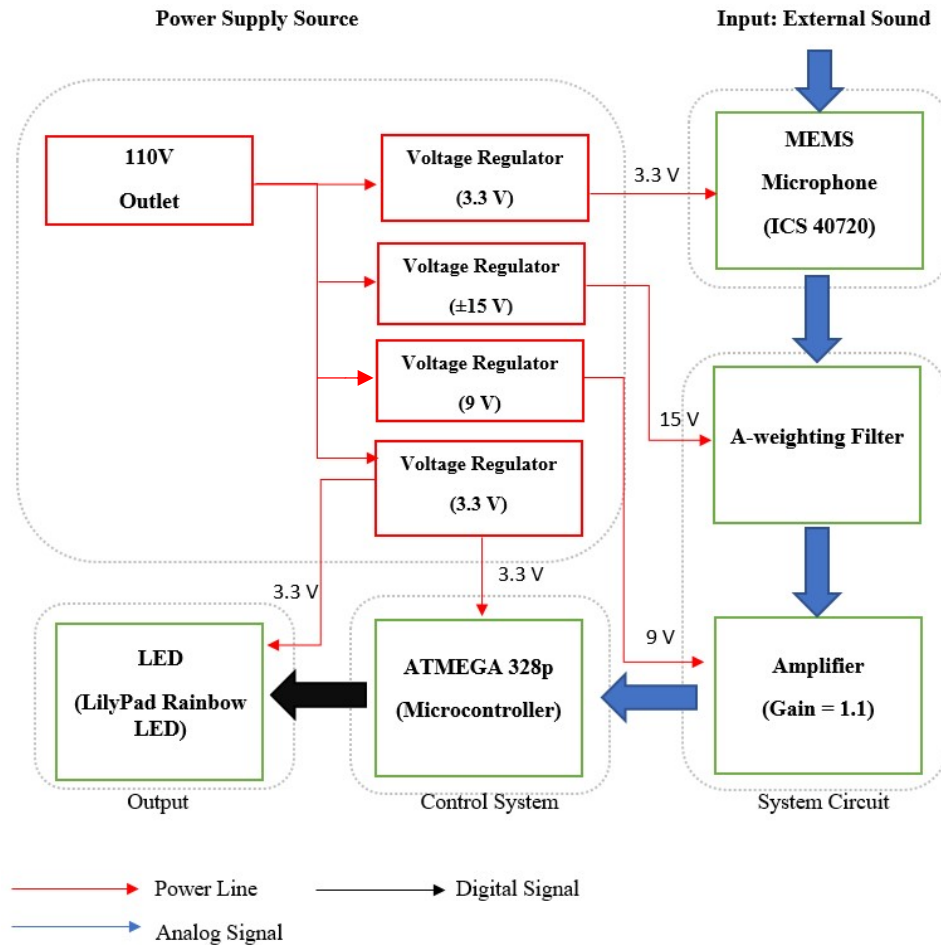 Power Supply Source
Input: External Sound
110V
Outlet
Voltage Regulator
(3.3 V)
3.3 V
MEMS
Microphone
(ICS 40720)
Voltage Regulator
(±15 V)
Voltage Regulator
(9 V)
15 V
A-weighting Filter
Voltage Regulator
(3.3 V)
3.3 V
3.3 V
9 V
LED
(LilyPad Rainbow
LED)
ATMEGA 328p
(Microcontroller)
Amplifier
(Gain = 1.1)
Output
Control System
System Circuit
Power Line
Digital Signal
Analog Signal